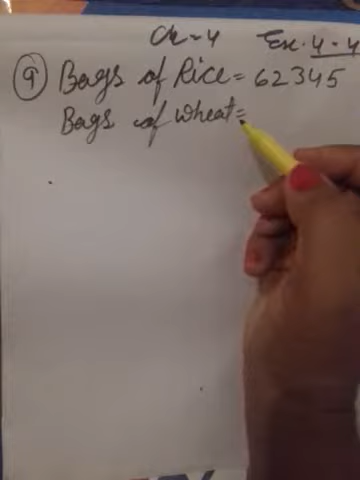 Ch-4 Ex. 4-4
9 Bags of Rice = 62345
Bags of wheat =